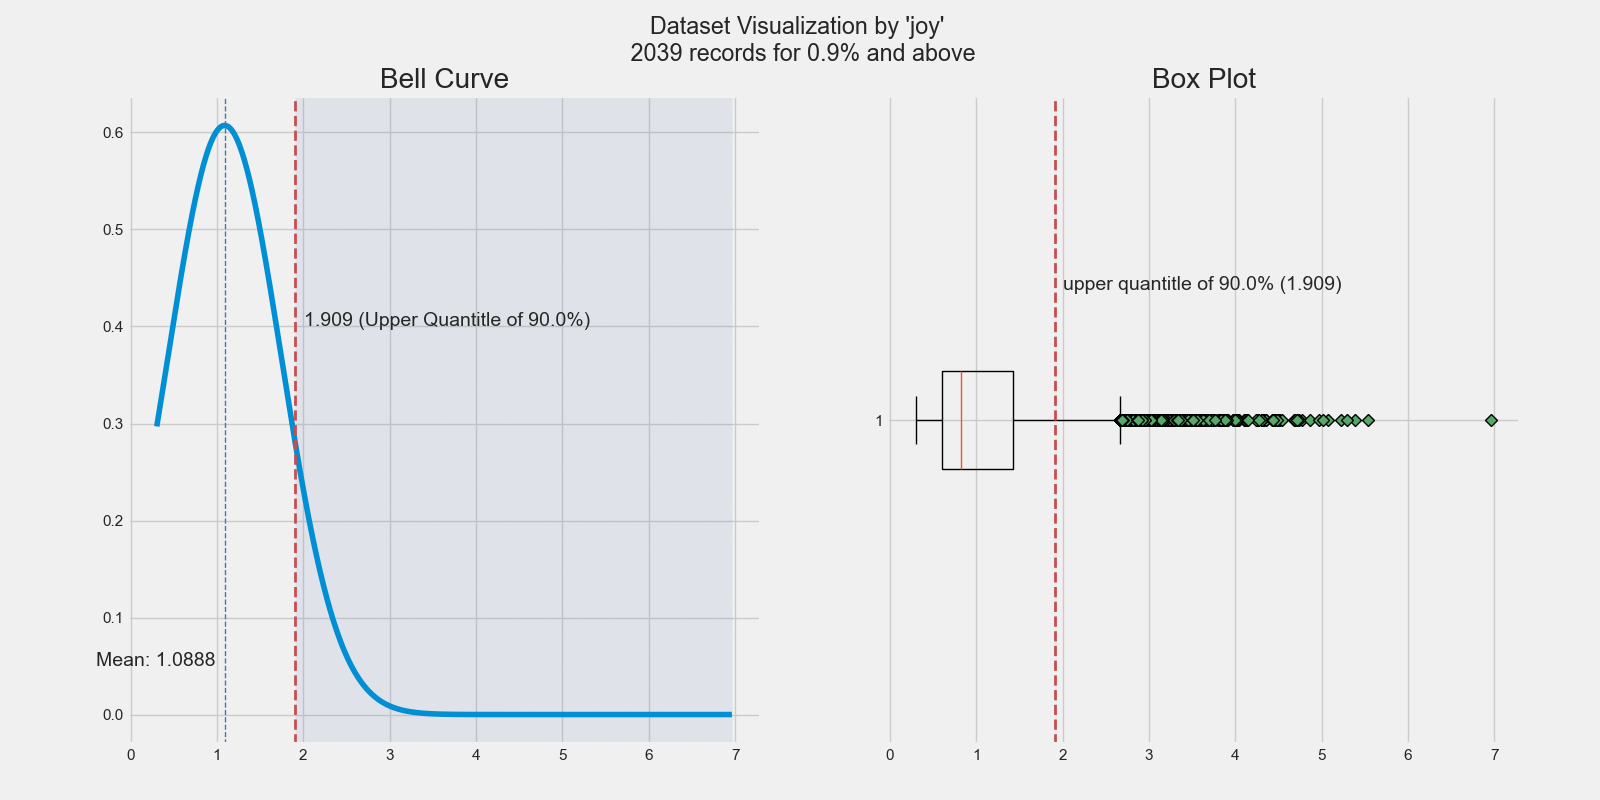 Dataset Visualization by 'joy'
2039 records for 0.9% and above
Bell Curve
0.6
0.5
0.4
0.3
0.2
0.1
0.0
1.909 (Upper Quantitle of 90.0%)
Mean: 1.0888
0 1 2 3 4 5 6 7
Box Plot
upper quantitle of 90.0% (1.909)
1
0 1 2 3 4 5 6 7